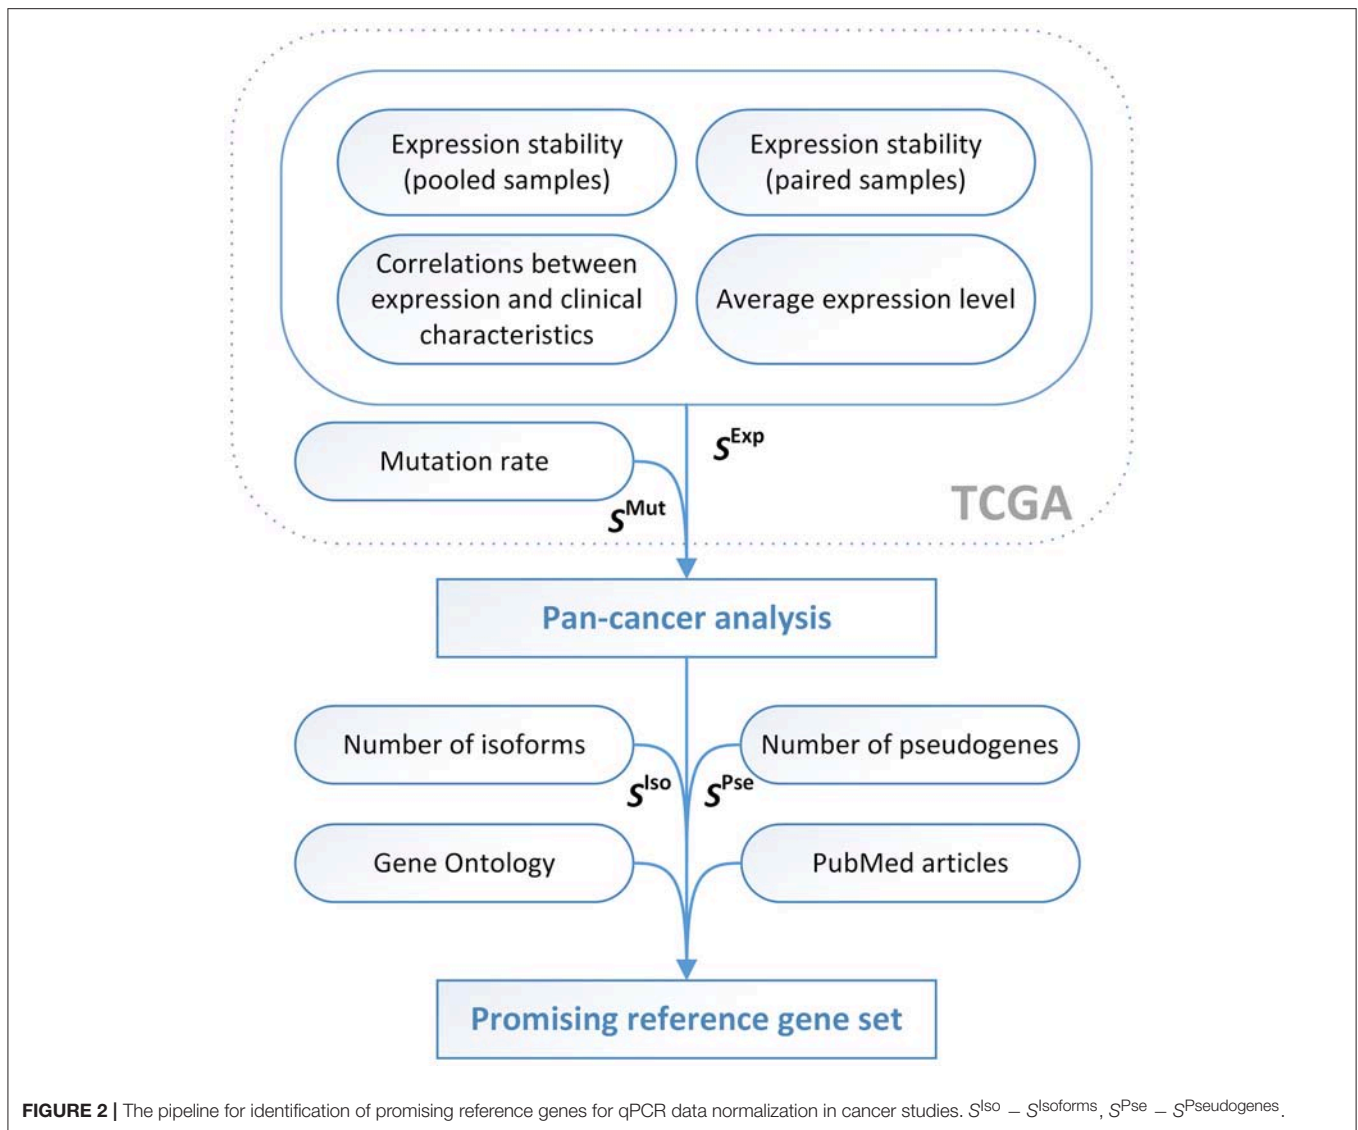 Expression stability
(pooled samples)
Expression stability
(paired samples)
Correlations between
expression and clinical
characteristics
Average expression level
S^Exp
Mutation rate
S^Mut
TCGA
Pan-cancer analysis
Number of isoforms
Number of pseudogenes
S^Iso
S^Pse
Gene Ontology
PubMed articles
Promising reference gene set
FIGURE 2 | The pipeline for identification of promising reference genes for qPCR data normalization in cancer studies. S^Iso – S^Isoforms, S^Pse – S^Pseudogenes.